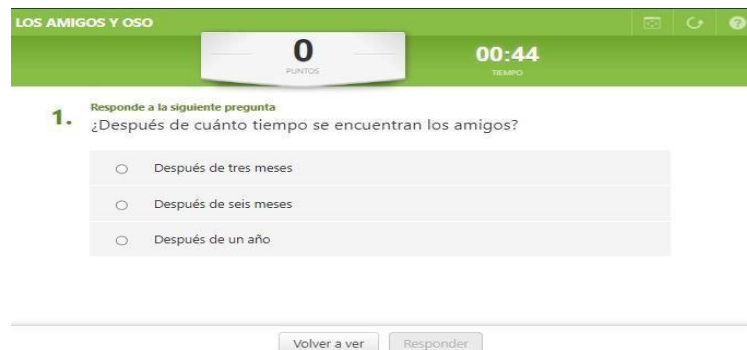 LOS AMIGOS Y OSO
0
PUNTOS
00:44
TIEMPO
1.
Responde a la siguiente pregunta
¿Después de cuánto tiempo se encuentran los amigos?
Después de tres meses
Después de seis meses
Después de un año
Volver a ver
Responder